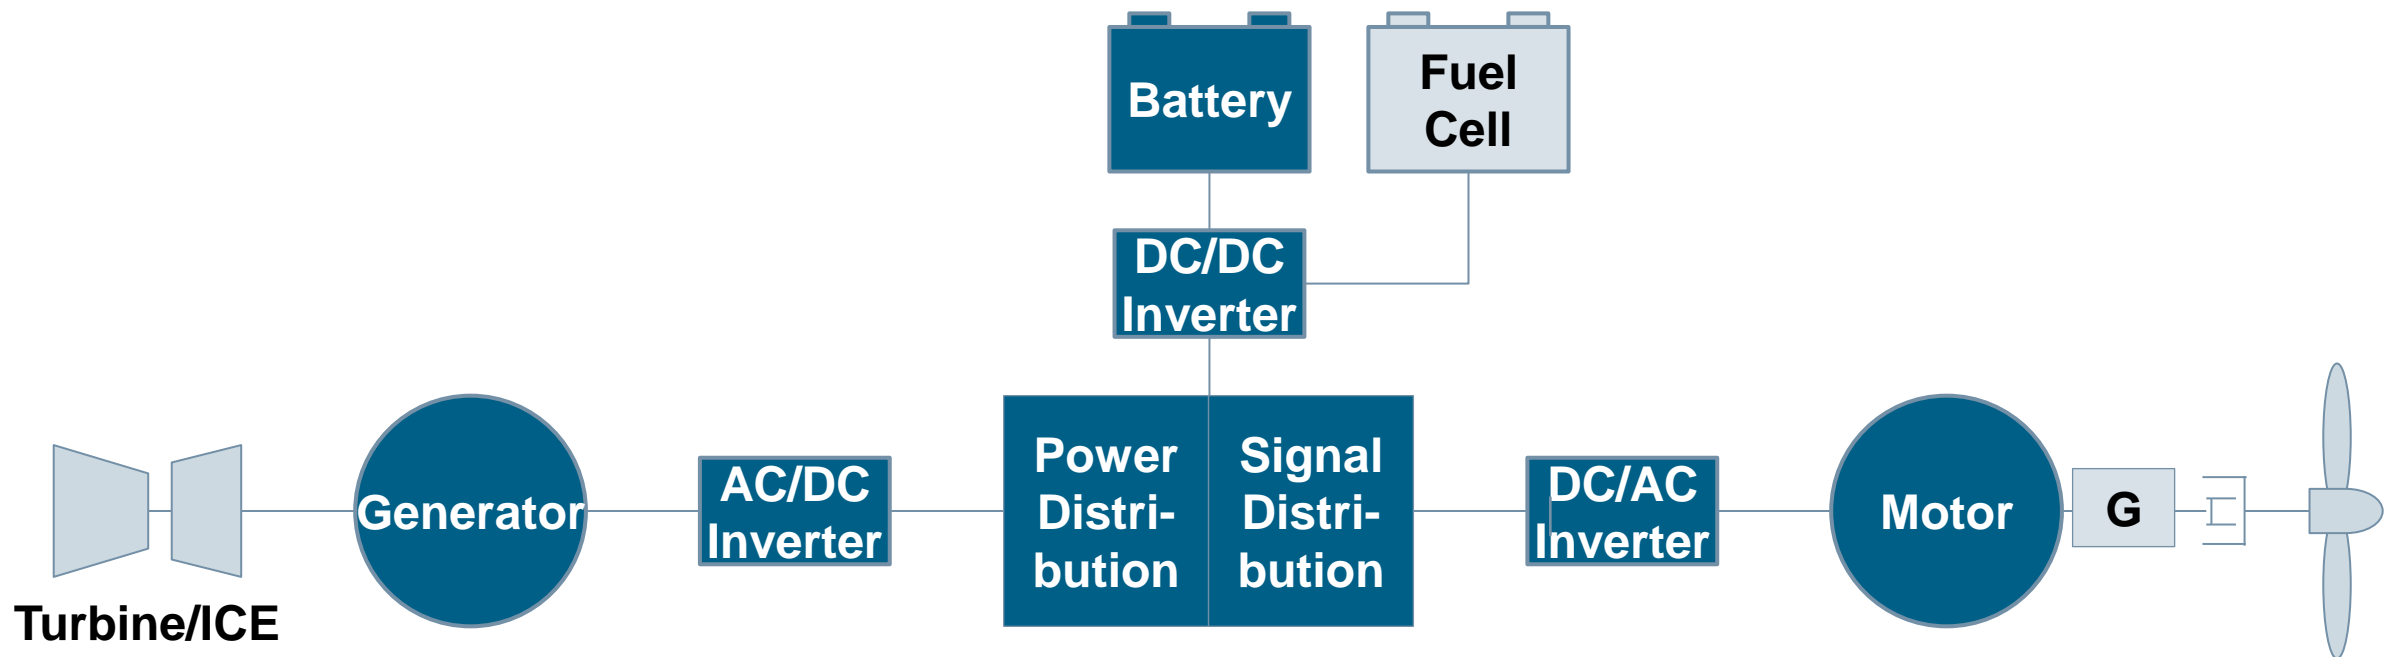 Battery
Fuel
Cell
DC/DC
Inverter
Turbine/ICE
Generator
AC/DC
Inverter
Power
Distri-
bution
Signal
Distri-
bution
DC/AC
Inverter
Motor
G